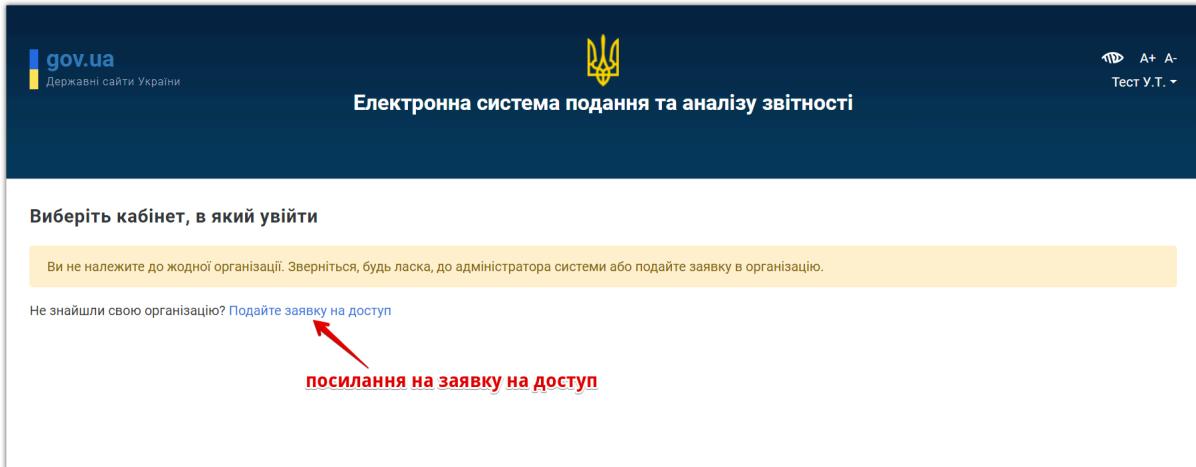 gov.ua
Державні сайти України
A+ A-
Тест У.Т.
Електронна система подання та аналізу звітності
Виберіть кабінет, в який увійти
Ви не належите до жодної організації. Зверніться, будь ласка, до адміністратора системи або подайте заявку в організацію.
Не знайшли свою організацію? Подайте заявку на доступ
посилання на заявку на доступ